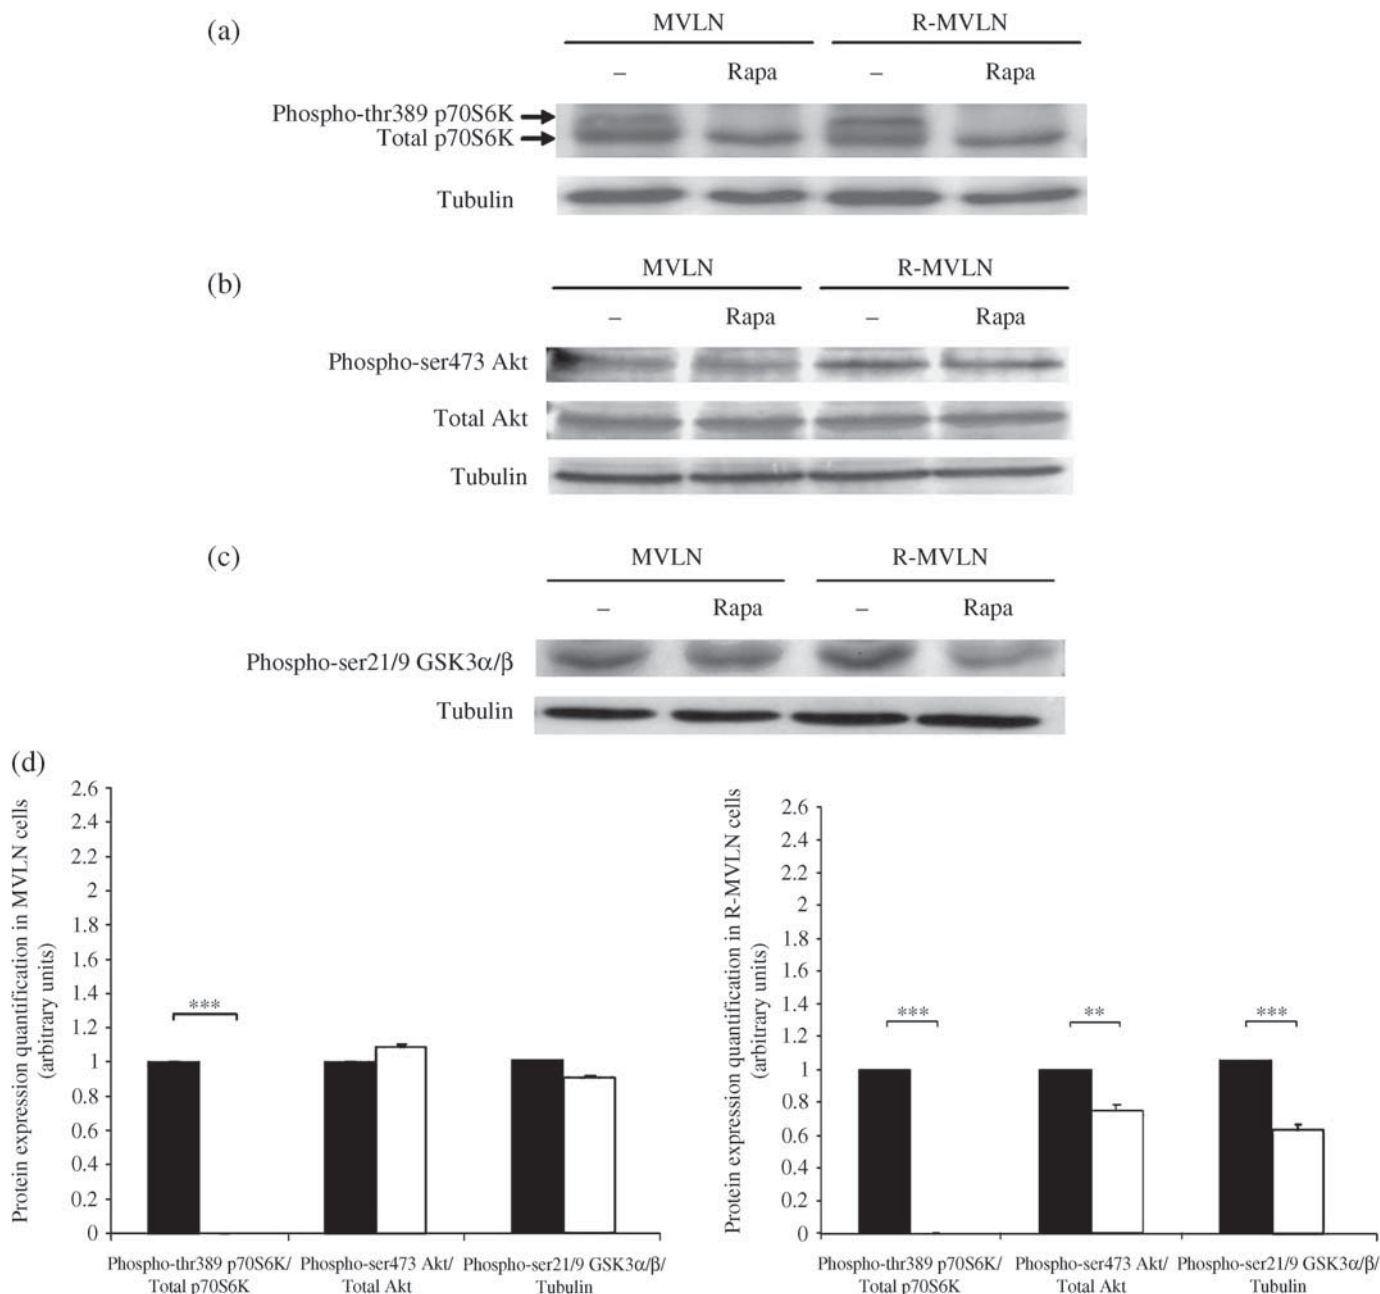 (a)
MVLN R-MVLN
– Rapa – Rapa
Phospho-thr389 p70S6K
Total p70S6K
Tubulin
(b)
MVLN R-MVLN
– Rapa – Rapa
Phospho-ser473 Akt
Total Akt
Tubulin
(c)
MVLN R-MVLN
– Rapa – Rapa
Phospho-ser21/9 GSK3α/β
Tubulin
(d)
Protein expression quantification in MVLN cells
(arbitrary units)
2.6
2.4
2.2
2
1.8
1.6
1.4
1.2
1
0.8
0.6
0.4
0.2
0
***
Phospho-thr389 p70S6K/
Total p70S6K
Phospho-ser473 Akt/
Total Akt
Phospho-ser21/9 GSK3α/β/
Tubulin
Protein expression quantification in R-MVLN cells
(arbitrary units)
2.6
2.4
2.2
2
1.8
1.6
1.4
1.2
1
0.8
0.6
0.4
0.2
0
*** ** ***
Phospho-thr389 p70S6K/
Total p70S6K
Phospho-ser473 Akt/
Total Akt
Phospho-ser21/9 GSK3α/β/
Tubulin